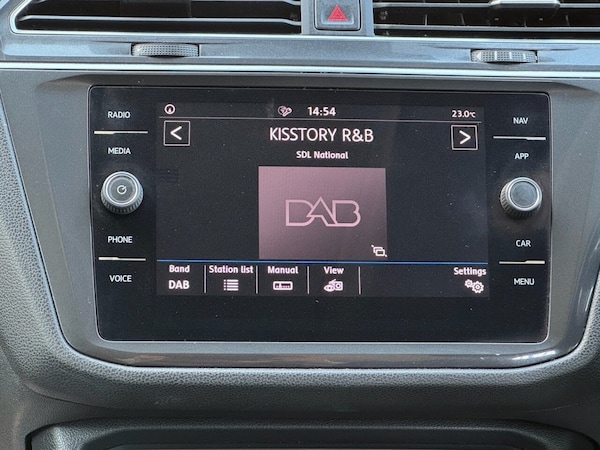 RADIO
MEDIA
PHONE
VOICE
14:54
23.0°C
KISSTORY R&B
SDL National
DAB
Band
DAB
Station list
Manual
View
Settings
NAV
APP
CAR
MENU